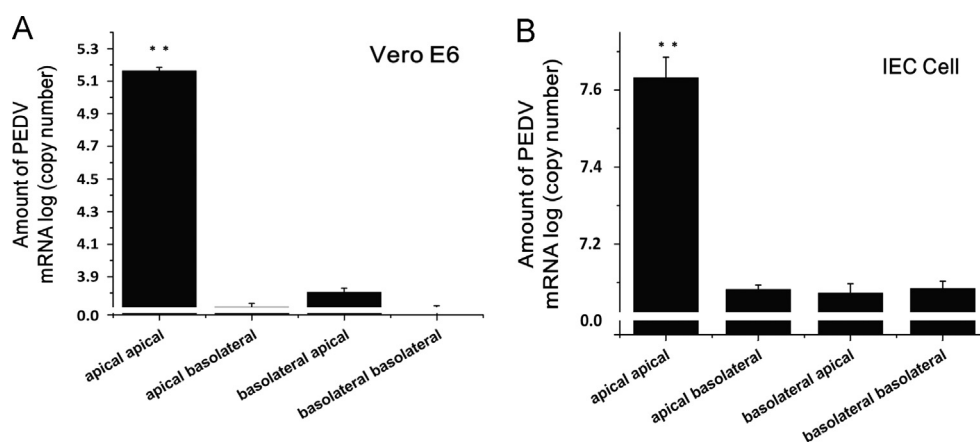 A
Vero E6
* *
Amount of PEDV
mRNA log (copy number)
5.3
5.1
4.9
4.7
4.5
4.3
4.1
3.9
0.0
apical apical
apical basolateral
basolateral apical
basolateral basolateral
B
IEC Cell
* *
Amount of PEDV
mRNA log (copy number)
7.6
7.4
7.2
0.0
apical apical
apical basolateral
basolateral apical
basolateral basolateral